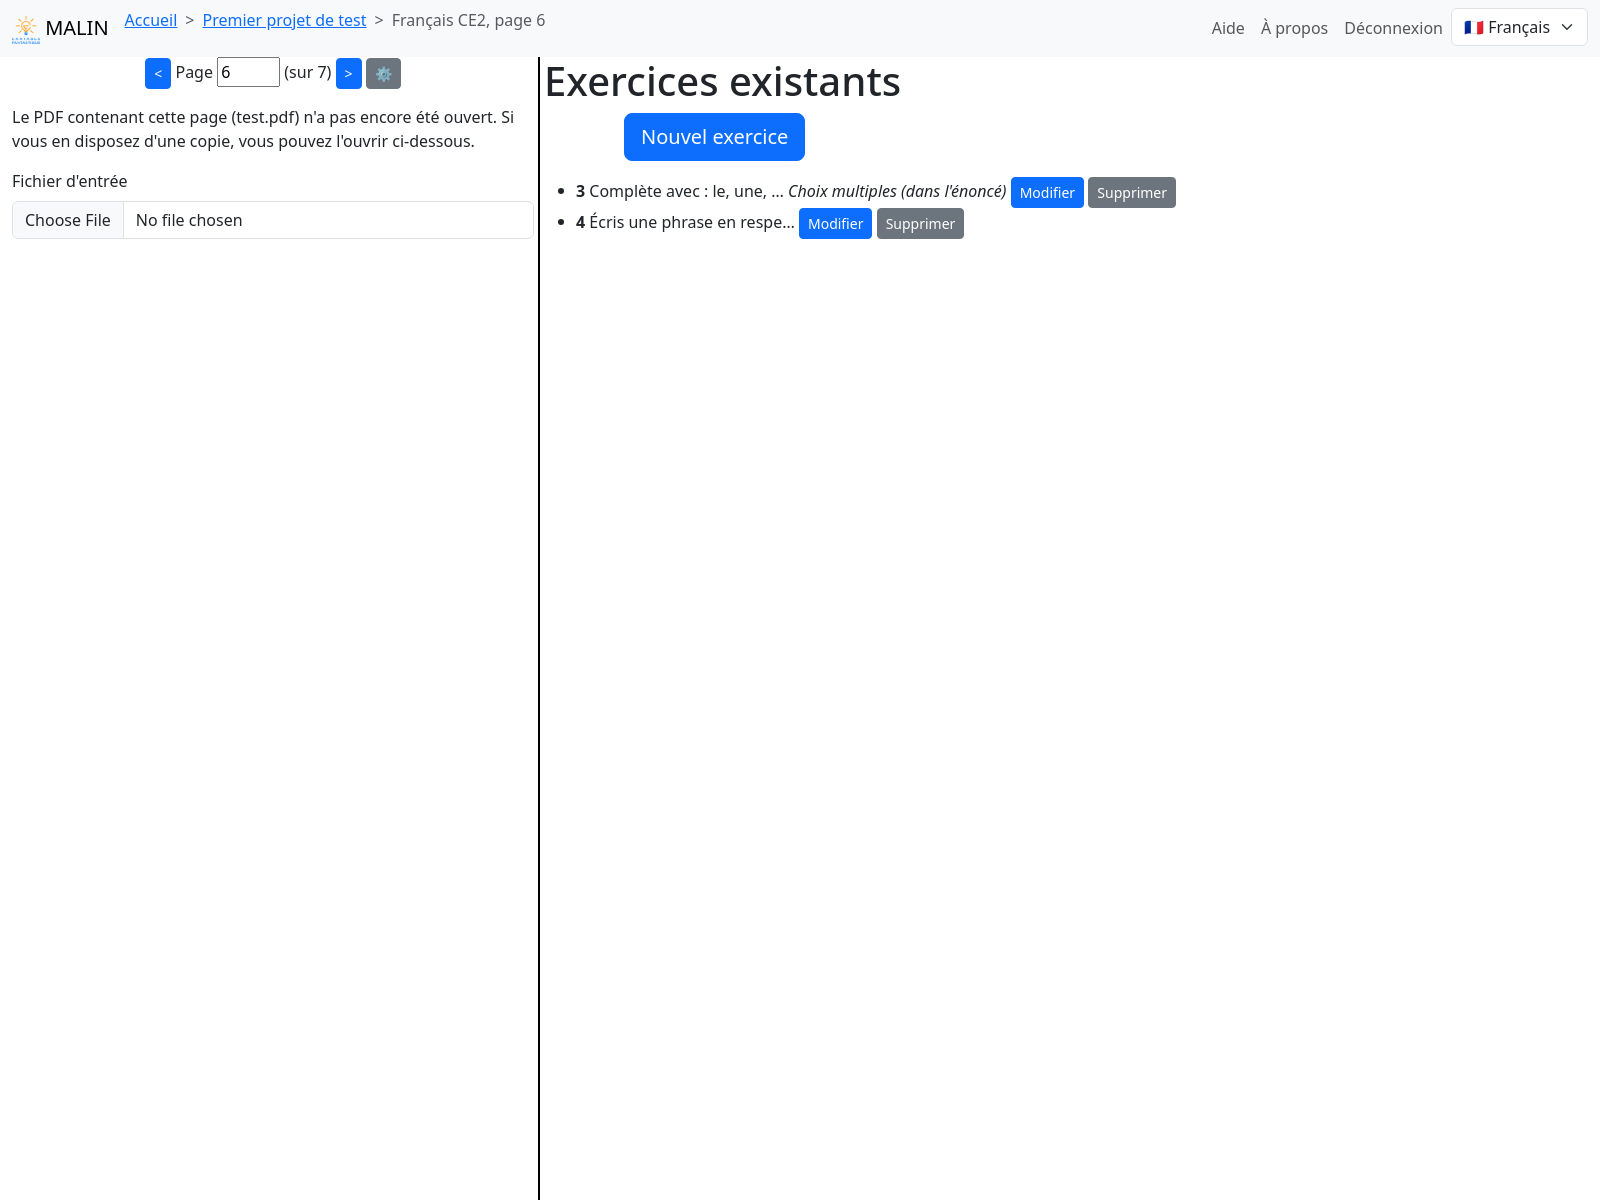 MALIN Accueil > Premier projet de test > Français CE2, page 6 Aide À propos Déconnexion Français
< Page 6 (sur 7) >
Le PDF contenant cette page (test.pdf) n'a pas encore été ouvert. Si
vous en disposez d'une copie, vous pouvez l'ouvrir ci-dessous.
Fichier d'entrée
Choose File No file chosen
Exercices existants
Nouvel exercice
3 Complète avec : le, une, … Choix multiples (dans l'énoncé) Modifier Supprimer
4 Écris une phrase en respe… Modifier Supprimer